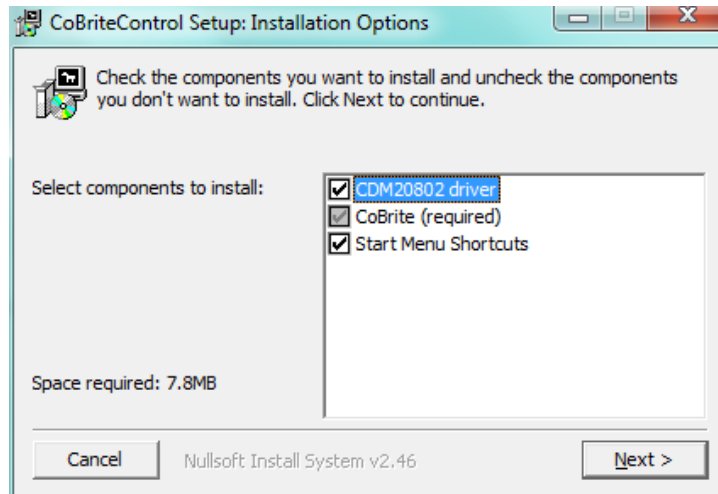 CoBriteControl Setup: Installation Options
Check the components you want to install and uncheck the components
you don't want to install. Click Next to continue.
Select components to install:
CDM20802 driver
CoBrite (required)
Start Menu Shortcuts
Space required: 7.8MB
Cancel
Nullsoft Install System v2.46
Next >